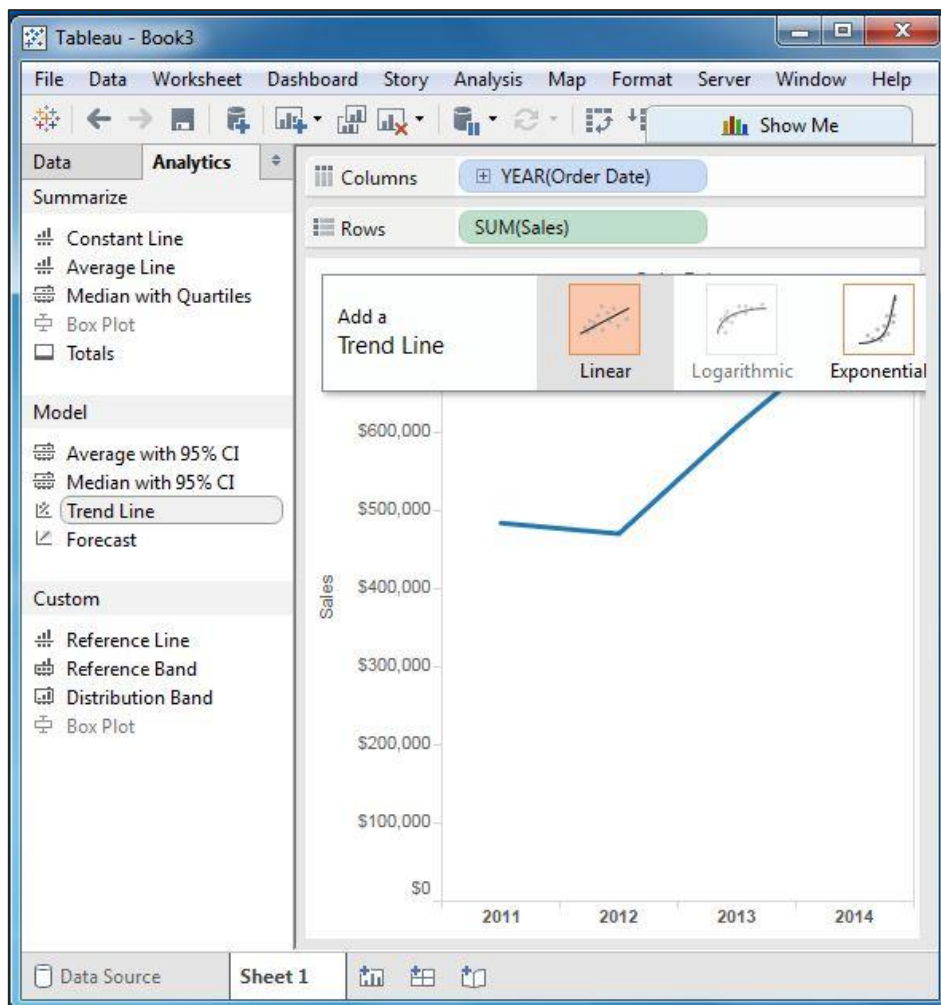 Tableau - Book3
File Data Worksheet Dashboard Story Analysis Map Format Server Window Help
Show Me
Data Analytics
Summarize
Constant Line
Average Line
Median with Quartiles
Box Plot
Totals
Model
Average with 95% CI
Median with 95% CI
Trend Line
Forecast
Custom
Reference Line
Reference Band
Distribution Band
Box Plot
Columns YEAR(Order Date)
Rows SUM(Sales)
Add a
Trend Line
Linear Logarithmic Exponential
$600,000
$500,000
$400,000
$300,000
$200,000
$100,000
$0
Sales
2011 2012 2013 2014
Data Source Sheet 1